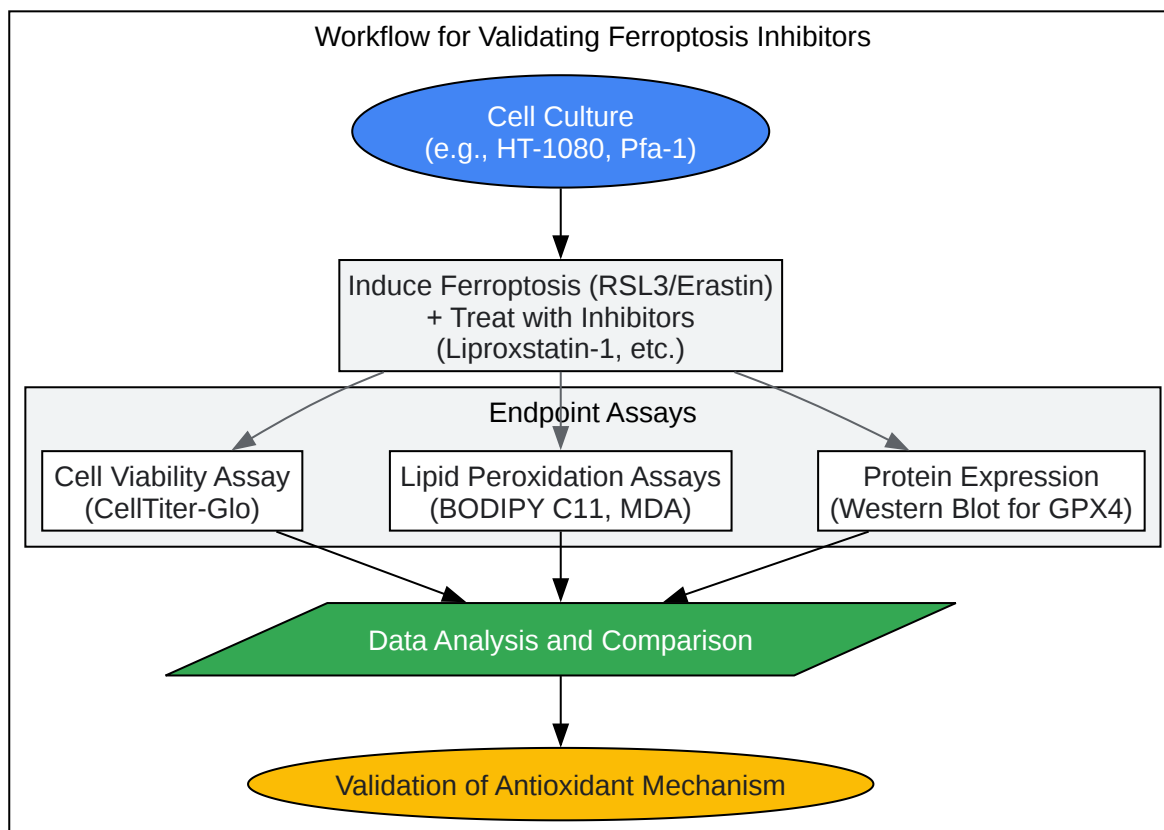 Workflow for Validating Ferroptosis Inhibitors
Cell Culture
(e.g., HT-1080, Pfa-1)
Induce Ferroptosis (RSL3/Erastin)
+ Treat with Inhibitors
(Liproxstatin-1, etc.)
Endpoint Assays
Cell Viability Assay
(CellTiter-Glo)
Lipid Peroxidation Assays
(BODIPY C11, MDA)
Protein Expression
(Western Blot for GPX4)
Data Analysis and Comparison
Validation of Antioxidant Mechanism